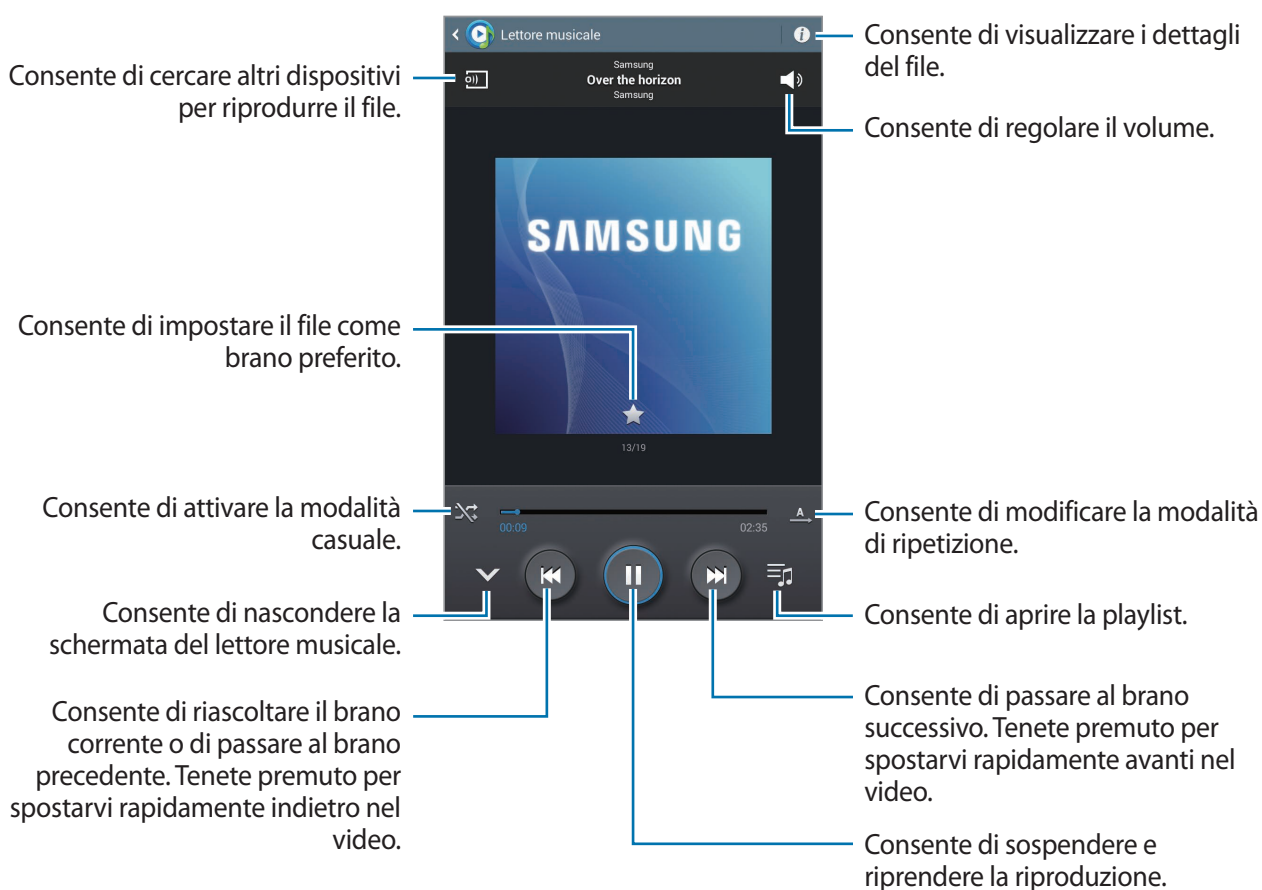 Lettore musicale
Samsung
Over the horizon
Samsung
Consente di visualizzare i dettagli
del file.
Consente di cercare altri dispositivi
per riprodurre il file.
Consente di regolare il volume.
SAMSUNG
Consente di impostare il file come
brano preferito.
13/19
Consente di attivare la modalità
casuale.
00:09
02:35
A
Consente di modificare la modalità
di ripetizione.
Consente di nascondere la
schermata del lettore musicale.
Consente di aprire la playlist.
Consente di riascoltare il brano
corrente o di passare al brano
precedente. Tenete premuto per
spostarvi rapidamente indietro nel
video.
Consente di passare al brano
successivo. Tenete premuto per
spostarvi rapidamente avanti nel
video.
Consente di sospendere e
riprendere la riproduzione.